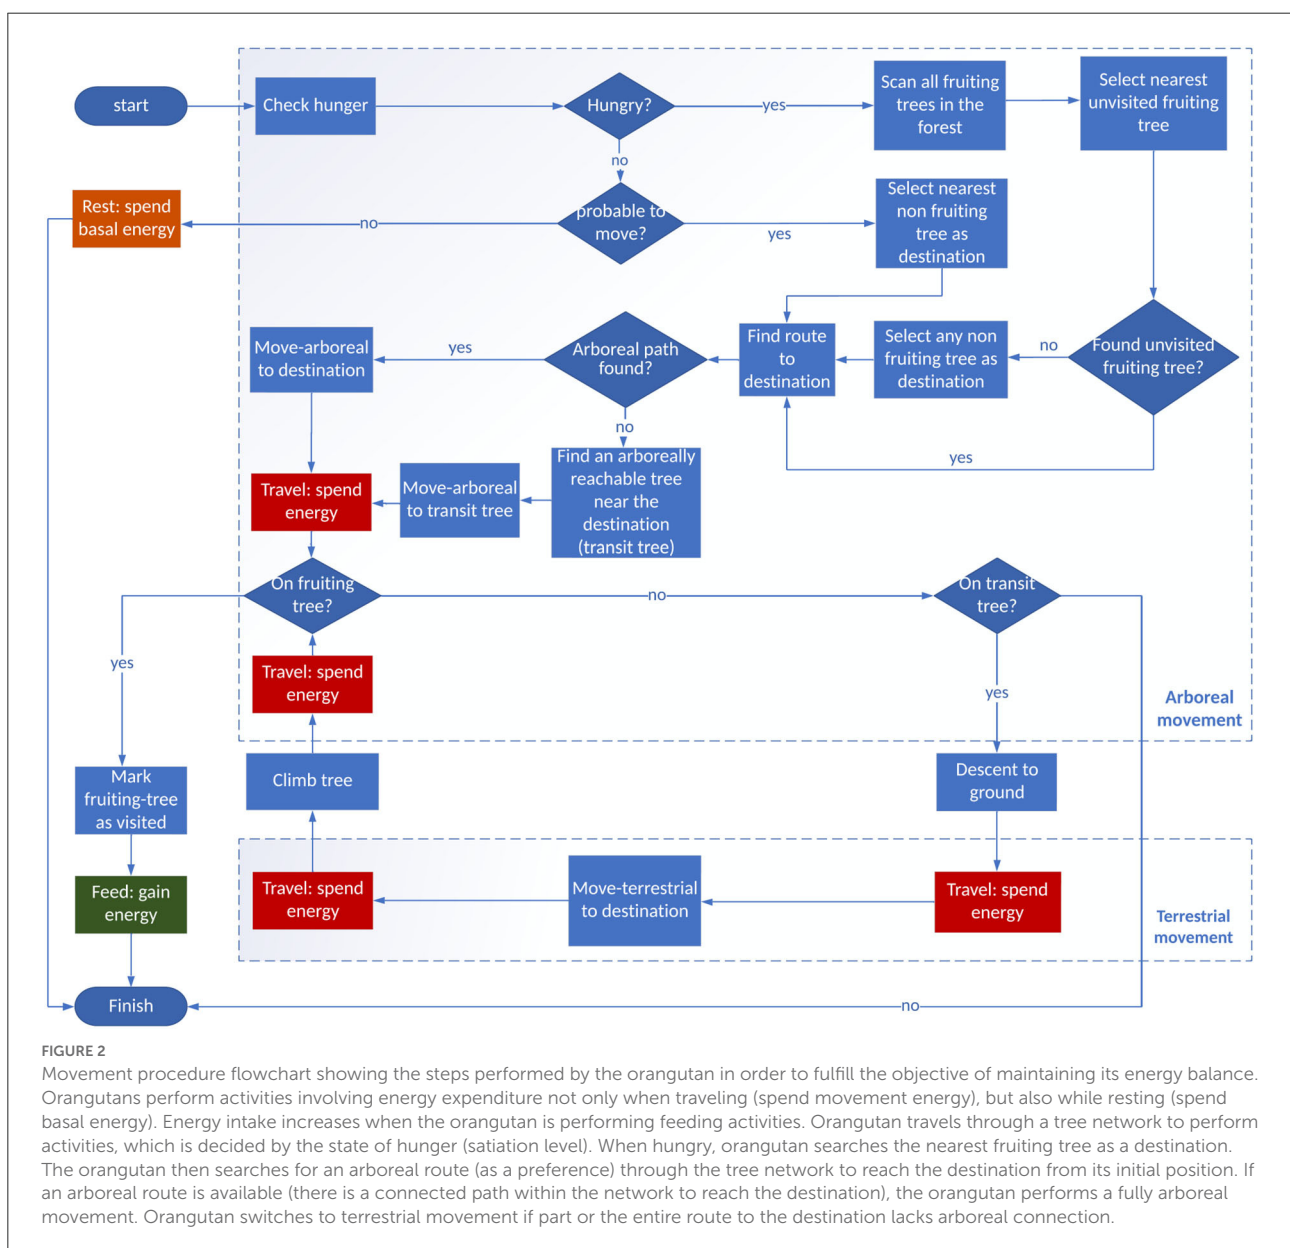 start
Check hunger
Hungry?
yes
Scan all fruiting
trees in the
forest
Select nearest
unvisited fruiting
tree
no
Rest: spend
basal energy
no
probable to
move?
yes
Select nearest
non fruiting
tree as
destination
Move-arboreal
to destination
yes
Arboreal path
found?
Find route
to
destination
Select any non
fruiting tree as
destination
no
Found unvisited
fruiting tree?
no
yes
Travel: spend
energy
Move-arboreal
to transit tree
Find an arboreally
reachable tree
near the
destination
(transit tree)
On fruiting
tree?
no
On transit
tree?
yes
Travel: spend
energy
yes
Arboreal
movement
Mark
fruiting-tree
as visited
Climb tree
Descent to
ground
Feed: gain
energy
Travel: spend
energy
Move-terrestrial
to destination
Travel: spend
energy
Terrestrial
movement
Finish
no
FIGURE 2
Movement procedure flowchart showing the steps performed by the orangutan in order to fulfill the objective of maintaining its energy balance.
Orangutans perform activities involving energy expenditure not only when traveling (spend movement energy), but also while resting (spend
basal energy). Energy intake increases when the orangutan is performing feeding activities. Orangutan travels through a tree network to perform
activities, which is decided by the state of hunger (satiation level). When hungry, orangutan searches the nearest fruiting tree as a destination.
The orangutan then searches for an arboreal route (as a preference) through the tree network to reach the destination from its initial position. If
an arboreal route is available (there is a connected path within the network to reach the destination), the orangutan performs a fully arboreal
movement. Orangutan switches to terrestrial movement if part or the entire route to the destination lacks arboreal connection.